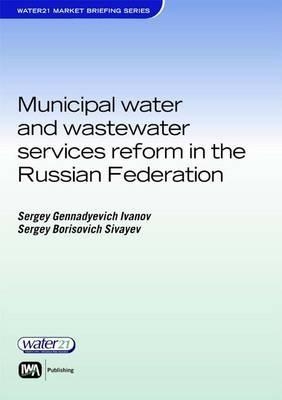 WATER21 MARKET BRIEFING SERIES
Municipal water
and wastewater
services reform in the
Russian Federation
Sergey Gennadyevich Ivanov
Sergey Borisovich Sivayev
water21
IWA Publishing